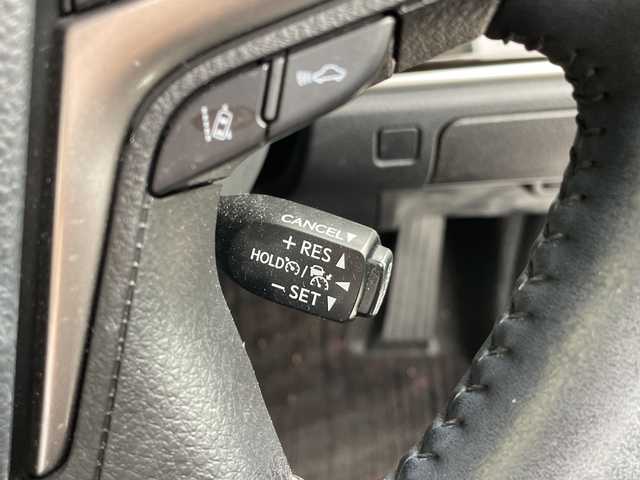 CANCEL▼
+ RES ▲
HOLD / ◀
− SET ▼